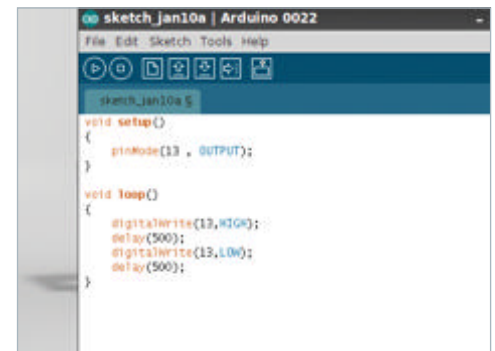 sketch_jan10a | Arduino 0022
File Edit Sketch Tools Help
sketch_jan10a §
void setup()
{
pinMode(13 , OUTPUT);
}
void loop()
{
digitalWrite(13,HIGH);
delay(500);
digitalWrite(13,LOW);
delay(500);
}